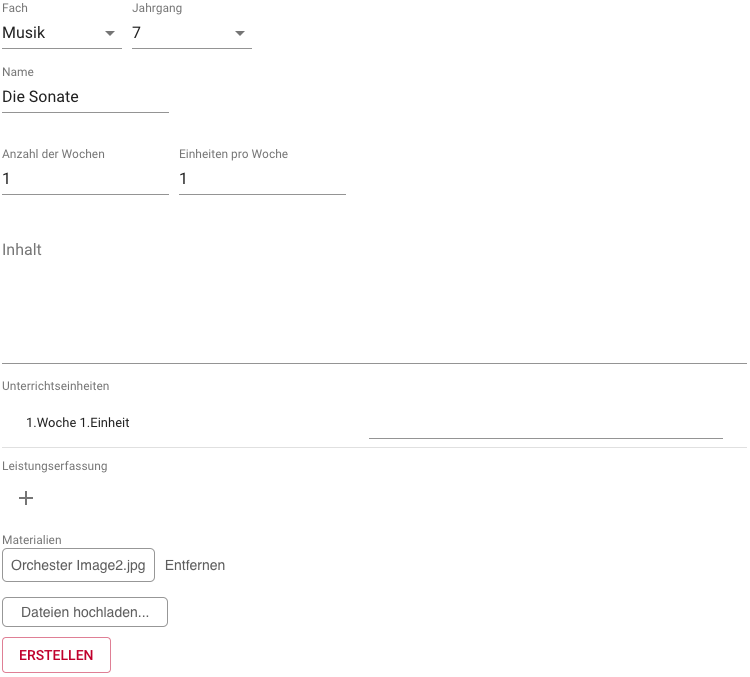 Fach Jahrgang
Musik 7
Name
Die Sonate
Anzahl der Wochen Einheiten pro Woche
1 1
Inhalt
Unterrichtseinheiten
1.Woche 1.Einheit
Leistungserfassung
+
Materialien
Orchester Image2.jpg Entfernen
Dateien hochladen...
ERSTELLEN